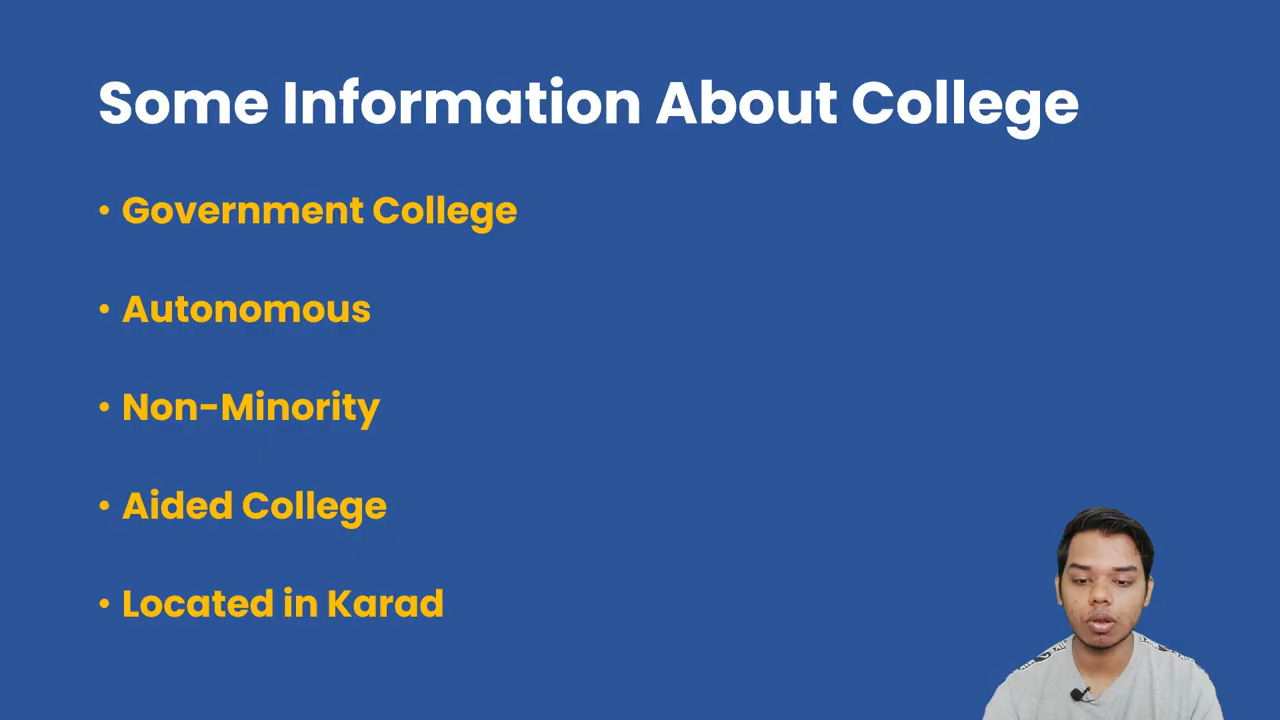 Some Information About College
• Government College
• Autonomous
• Non-Minority
• Aided College
• Located in Karad